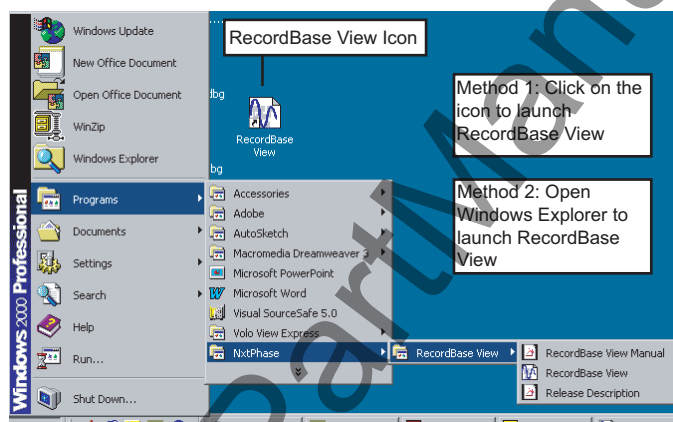 Windows Update
New Office Document
Open Office Document
WinZip
Windows Explorer
Programs
Documents
Settings
Search
Help
Run...
Shut Down...
Windows 2000 Professional
RecordBase View Icon
dbg
RecordBase
View
bg
Method 1: Click on the
icon to launch
RecordBase View
Method 2: Open
Windows Explorer to
launch RecordBase
View
Accessories
Adobe
AutoSketch
Macromedia Dreamweaver 3
Microsoft PowerPoint
Microsoft Word
Visual SourceSafe 5.0
Volo View Express
NxtPhase
RecordBase View
RecordBase View Manual
RecordBase View
Release Description